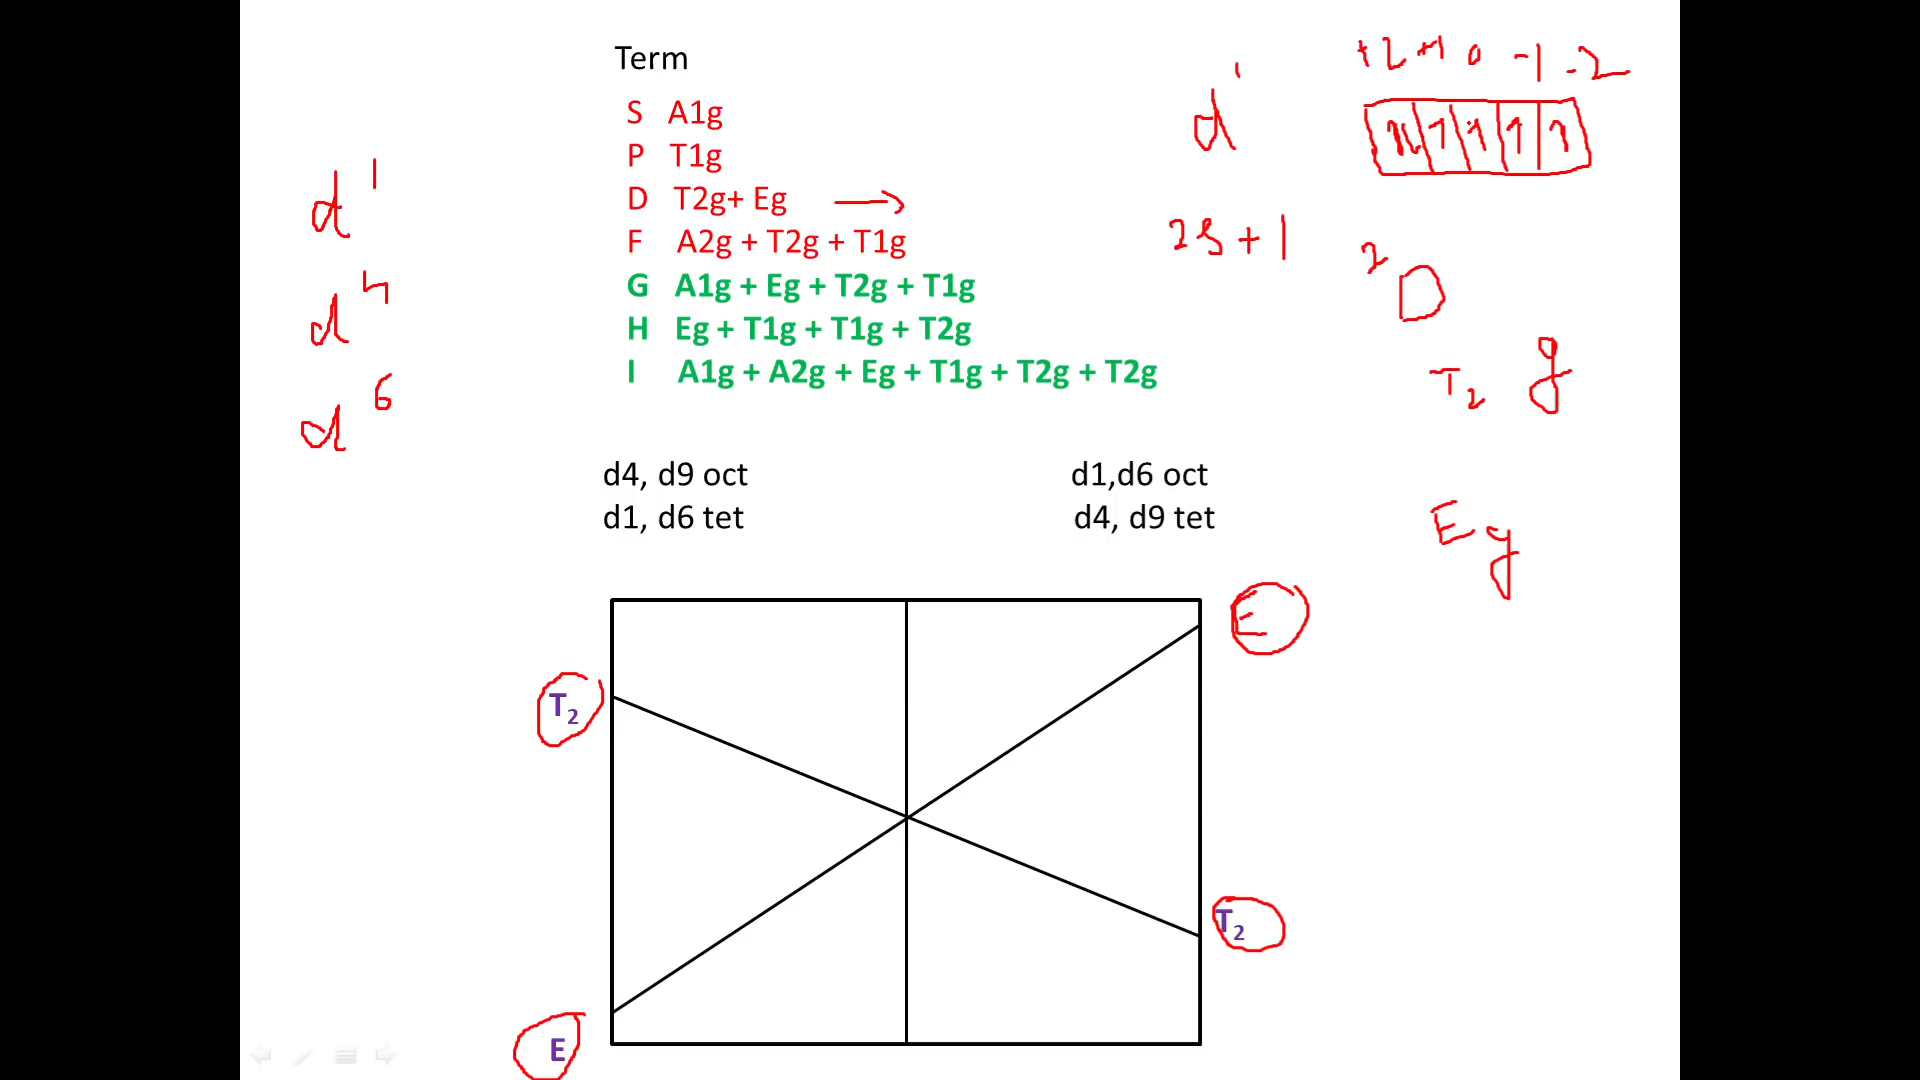 Term
S A1g
P T1g
D T2g+ Eg
F A2g + T2g + T1g
G A1g + Eg + T2g + T1g
H Eg + T1g + T1g + T2g
I A1g + A2g + Eg + T1g + T2g + T2g
d4, d9 oct
d1, d6 tet
d1,d6 oct
d4, d9 tet
d1
d4
d6
d1
+2 +1 0 -1 -2
2S + 1
2D
T2 g
Eg
T2
E
E
T2